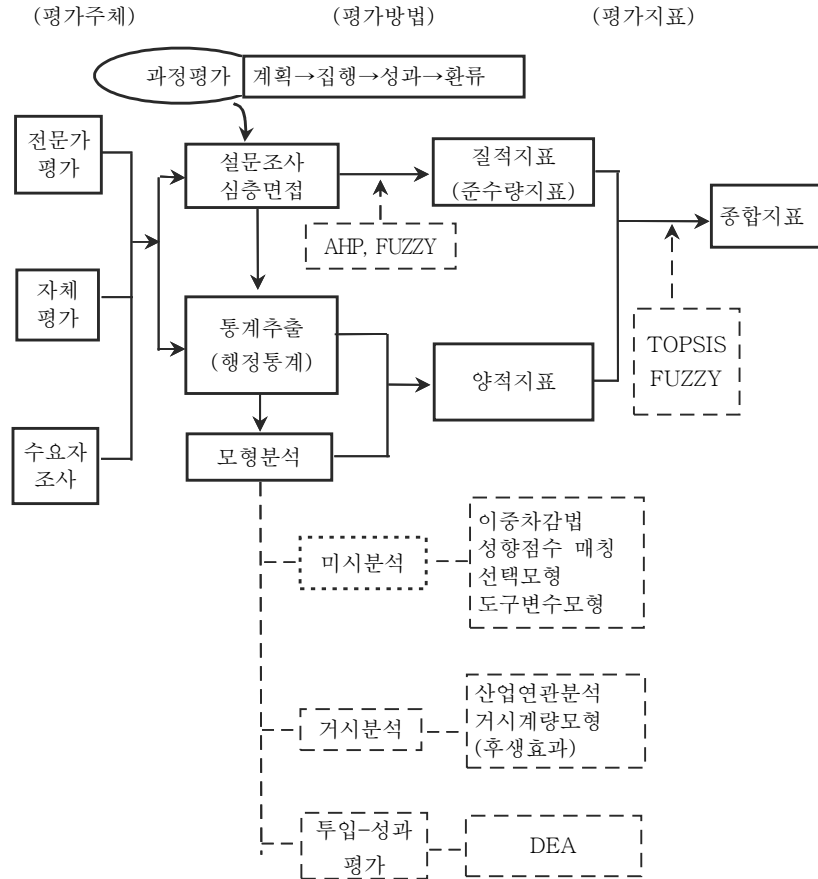 (평가주체) (평가방법) (평가지표)
과정평가 계획→집행→성과→환류
전문가
평가
설문조사
심층면접
질적지표
(준수량지표)
종합지표
AHP, FUZZY
자체
평가
통계추출
(행정통계)
양적지표
TOPSIS
FUZZY
수요자
조사
모형분석
미시분석
이중차감법
성향점수 매칭
선택모형
도구변수모형
거시분석
산업연관분석
거시계량모형
(후생효과)
투입-성과
평가
DEA